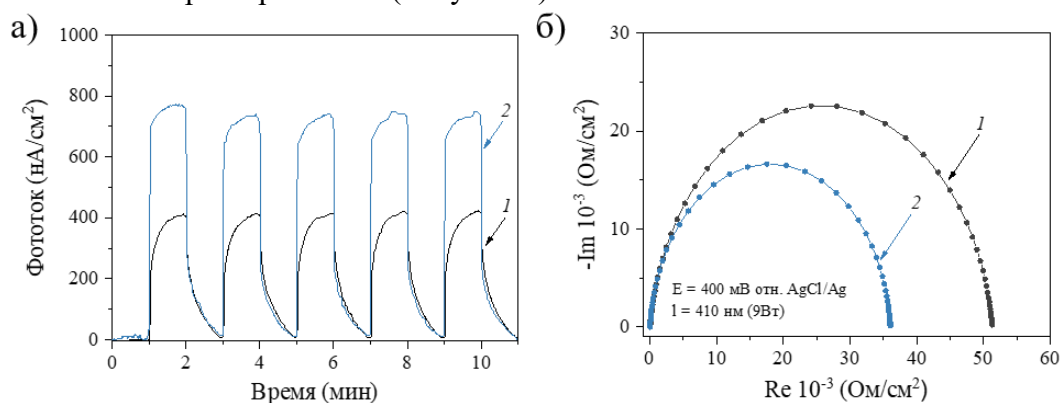 а)
1000
800
600
400
200
0
Фототок (нА/см²)
2
1
0 2 4 6 8 10
Время (мин)
б)
30
20
10
0
-Im 10⁻³ (Ом/см²)
1
2
E = 400 мВ отн. AgCl/Ag
l = 410 нм (9Вт)
0 10 20 30 40 50 60
Re 10⁻³ (Ом/см²)